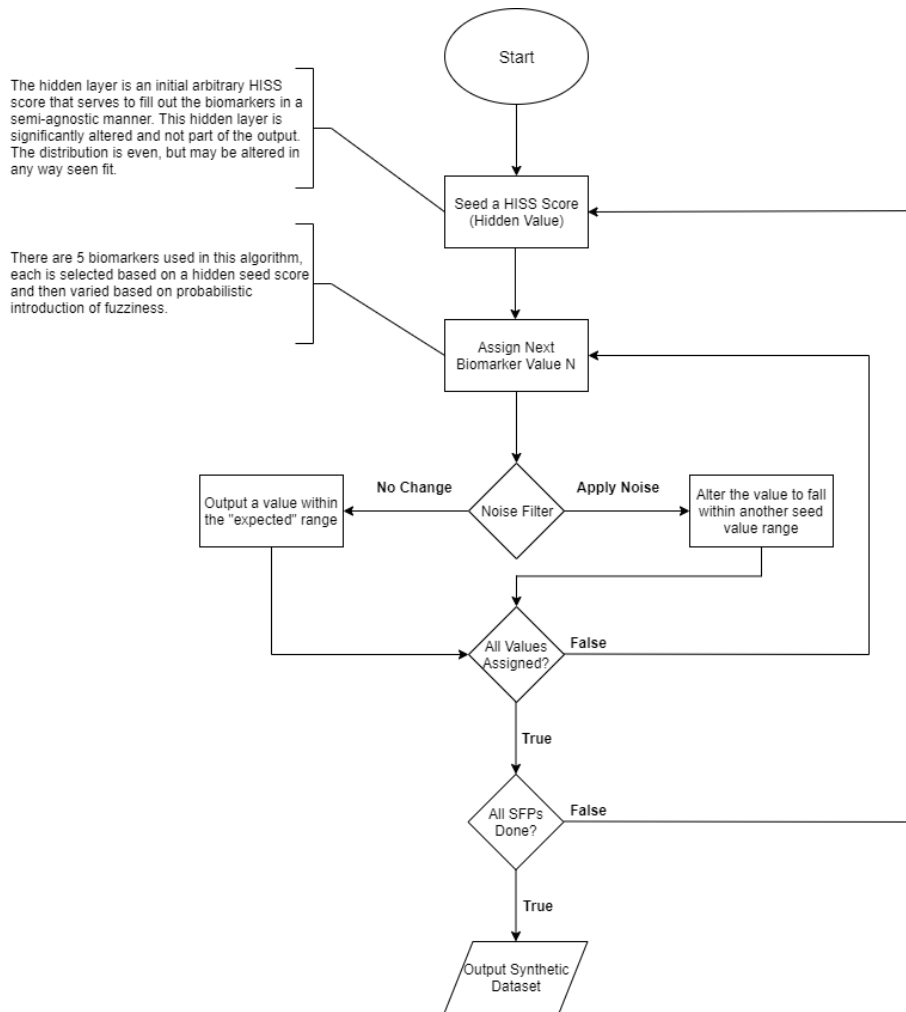 Start
The hidden layer is an initial arbitrary HISS
score that serves to fill out the biomarkers in a
semi-agnostic manner. This hidden layer is
significantly altered and not part of the output.
The distribution is even, but may be altered in
any way seen fit.
Seed a HISS Score
(Hidden Value)
There are 5 biomarkers used in this algorithm,
each is selected based on a hidden seed score
and then varied based on probabilistic
introduction of fuzziness.
Assign Next
Biomarker Value N
No Change
Apply Noise
Output a value within
the "expected" range
Noise Filter
Alter the value to fall
within another seed
value range
All Values
Assigned?
False
True
All SFPs
Done?
False
True
Output Synthetic
Dataset